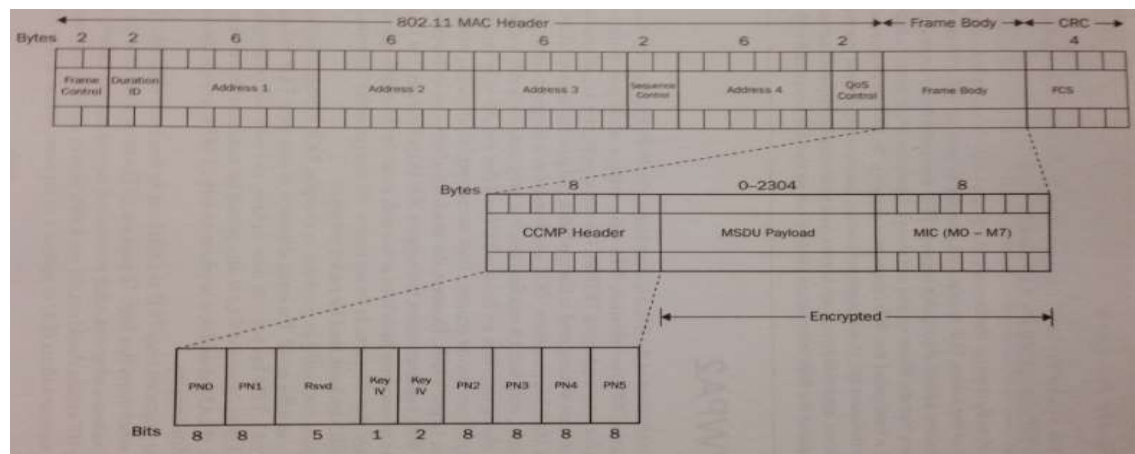 802.11 MAC Header Frame Body CRC
Bytes 2 2 6 6 6 2 6 2 4
Frame Control Duration ID Address 1 Address 2 Address 3 Sequence Control Address 4 QoS Control Frame Body FCS
Bytes 8 0–2304 8
CCMP Header MSDU Payload MIC (M0 – M7)
Encrypted
PN0 PN1 Rsvd Key IV Key IV PN2 PN3 PN4 PN5
Bits 8 8 5 1 2 8 8 8 8
WPA2